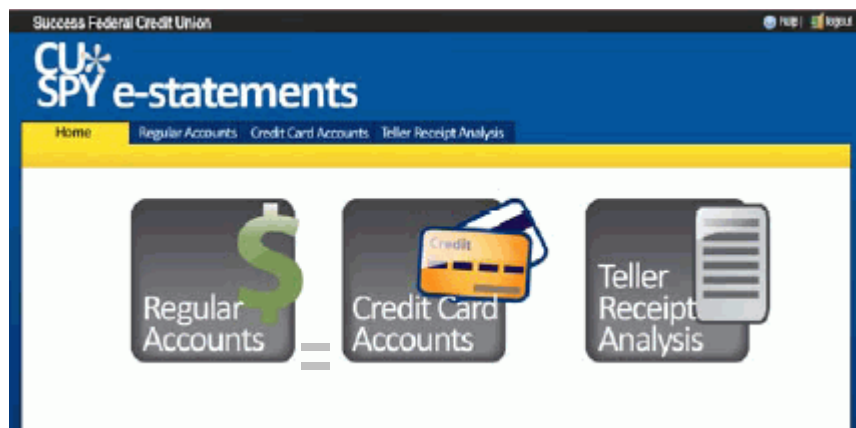 Success Federal Credit Union
help | logout
CU*
SPY e-statements
Home Regular Accounts Credit Card Accounts Teller Receipt Analysis
Regular
Accounts
=
Credit
Credit Card
Accounts
Teller
Receipt
Analysis